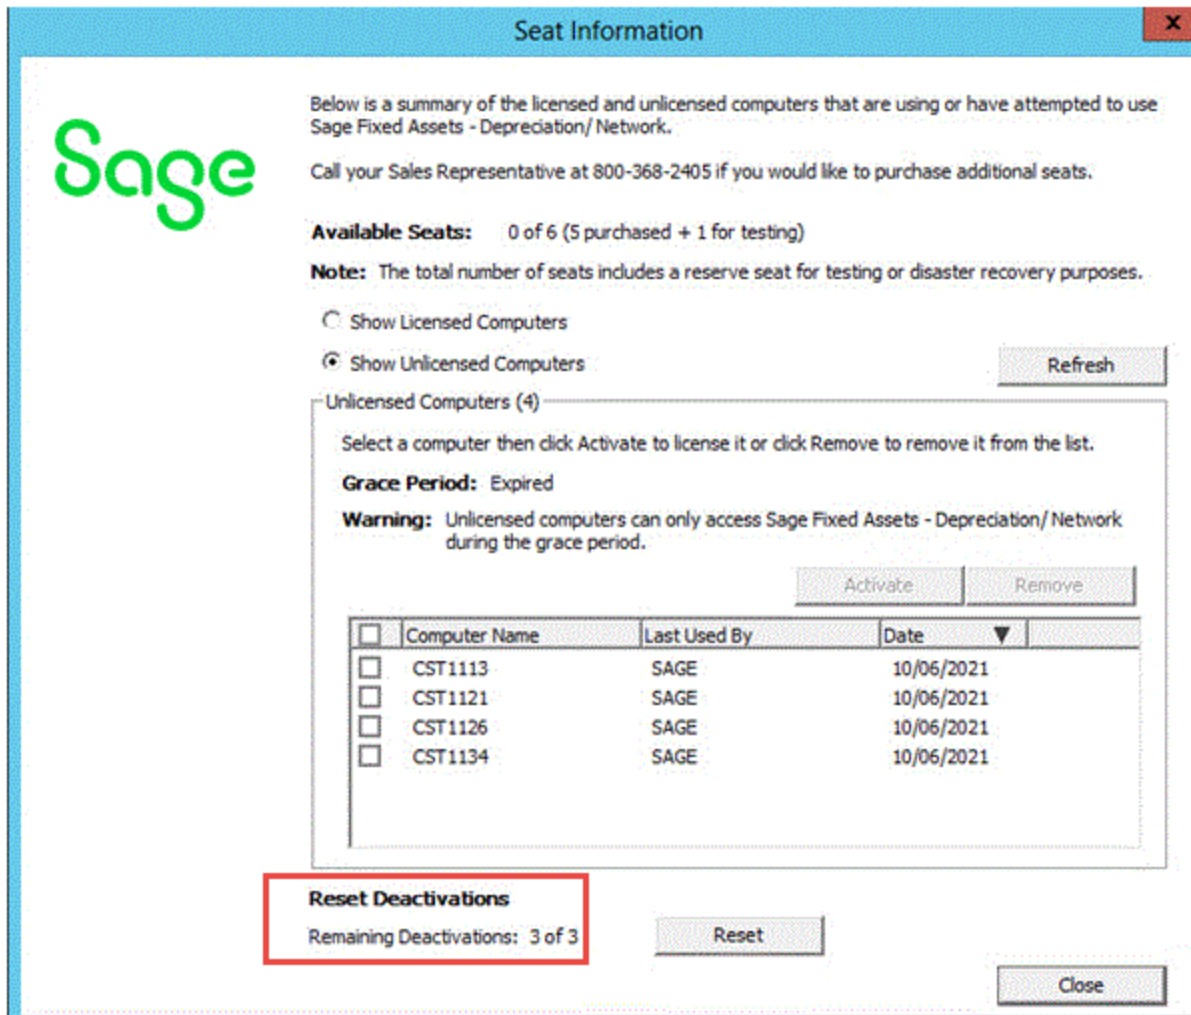 Seat Information
x
Sage
Below is a summary of the licensed and unlicensed computers that are using or have attempted to use
Sage Fixed Assets - Depreciation/ Network.
Call your Sales Representative at 800-368-2405 if you would like to purchase additional seats.
Available Seats: 0 of 6 (5 purchased + 1 for testing)
Note: The total number of seats includes a reserve seat for testing or disaster recovery purposes.
Show Licensed Computers
Show Unlicensed Computers
Refresh
Unlicensed Computers (4)
Select a computer then click Activate to license it or click Remove to remove it from the list.
Grace Period: Expired
Warning: Unlicensed computers can only access Sage Fixed Assets - Depreciation/ Network
during the grace period.
Activate Remove
Computer Name Last Used By Date
CST1113 SAGE 10/06/2021
CST1121 SAGE 10/06/2021
CST1126 SAGE 10/06/2021
CST1134 SAGE 10/06/2021
Reset Deactivations
Remaining Deactivations: 3 of 3 Reset
Close